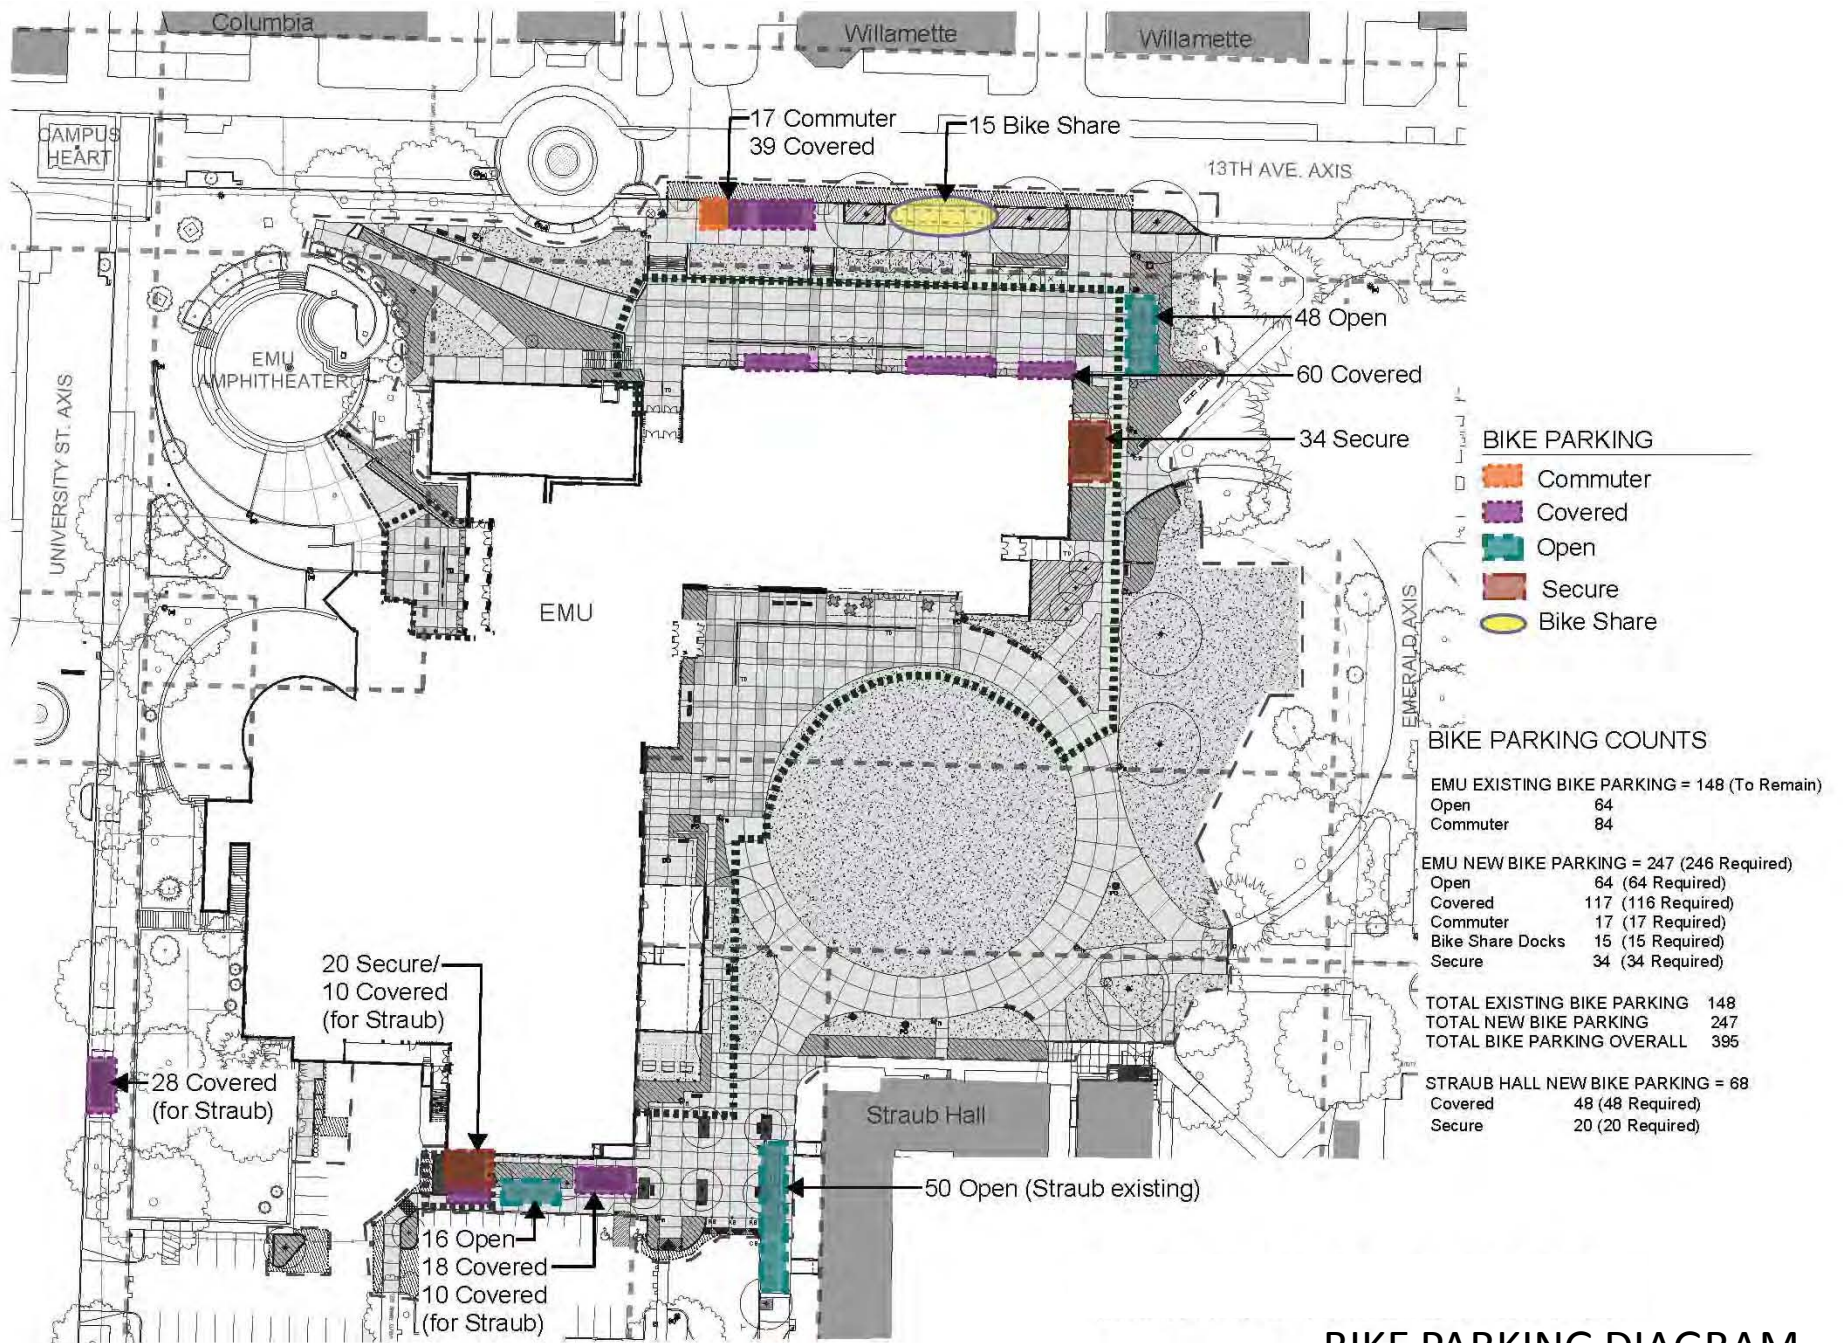 Columbia
Willamette
Willamette
CAMPUS
HEART
17 Commuter
39 Covered
15 Bike Share
13TH AVE. AXIS
48 Open
EMU
AMPHITHEATER
60 Covered
UNIVERSITY ST. AXIS
34 Secure
BIKE PARKING
Commuter
Covered
Open
Secure
Bike Share
EMU
EMERALD AXIS
BIKE PARKING COUNTS
EMU EXISTING BIKE PARKING = 148 (To Remain)
Open 64
Commuter 84
EMU NEW BIKE PARKING = 247 (246 Required)
Open 64 (64 Required)
Covered 117 (116 Required)
Commuter 17 (17 Required)
Bike Share Docks 15 (15 Required)
Secure 34 (34 Required)
TOTAL EXISTING BIKE PARKING 148
TOTAL NEW BIKE PARKING 247
TOTAL BIKE PARKING OVERALL 395
STRAUB HALL NEW BIKE PARKING = 68
Covered 48 (48 Required)
Secure 20 (20 Required)
20 Secure/
10 Covered
(for Straub)
28 Covered
(for Straub)
Straub Hall
50 Open (Straub existing)
16 Open
18 Covered
10 Covered
(for Straub)
BIKE PARKING DIAGRAM